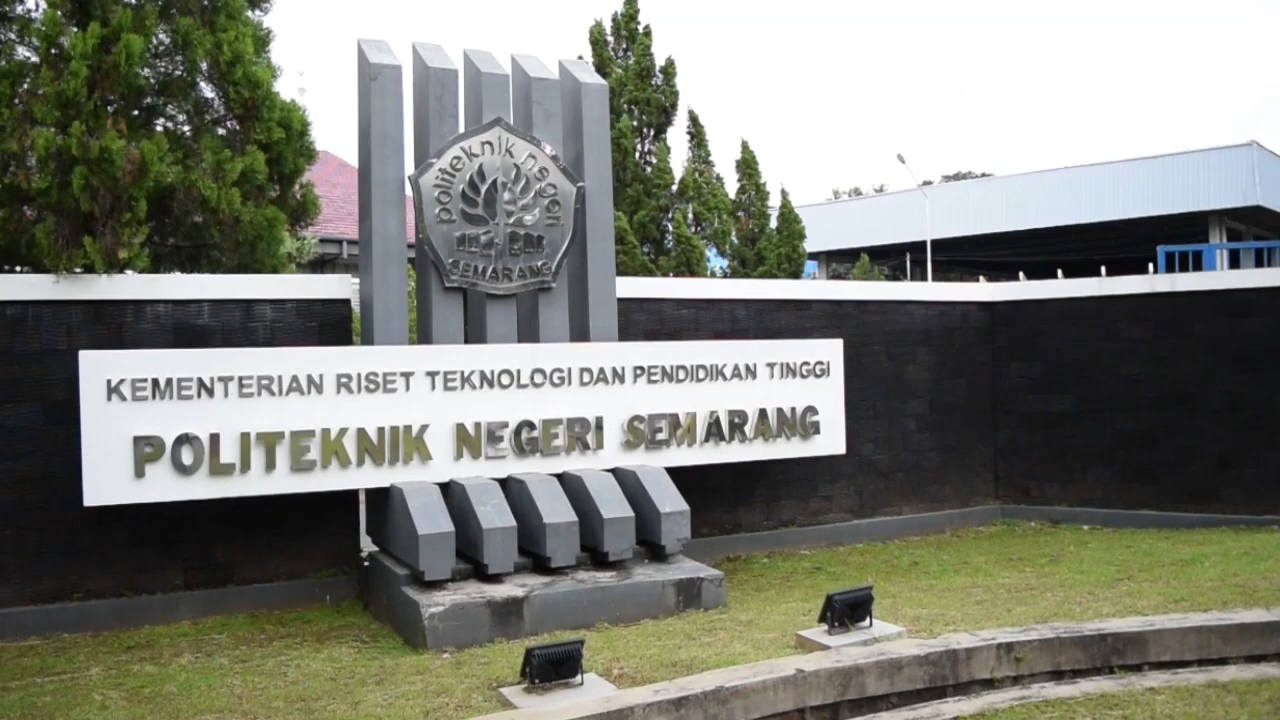 politeknik negeri
SEMARANG
KEMENTERIAN RISET TEKNOLOGI DAN PENDIDIKAN TINGGI
POLITEKNIK NEGERI SEMARANG